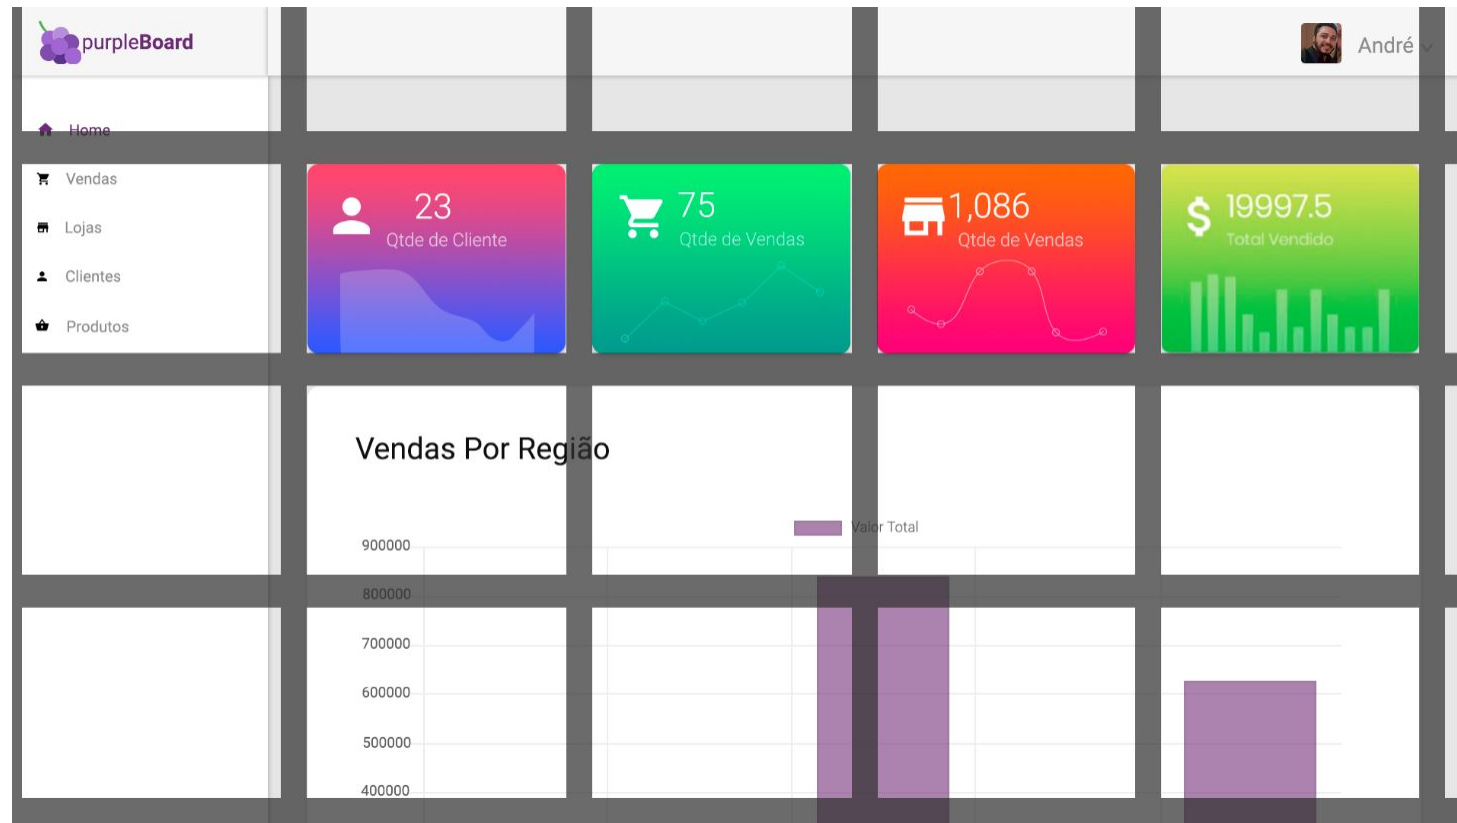 purpleBoard
André
Home
Vendas
Lojas
Clientes
Produtos
23
Qtde de Cliente
75
Qtde de Vendas
1,086
Qtde de Vendas
$ 19997.5
Total Vendido
Vendas Por Região
Valor Total
900000
800000
700000
600000
500000
400000